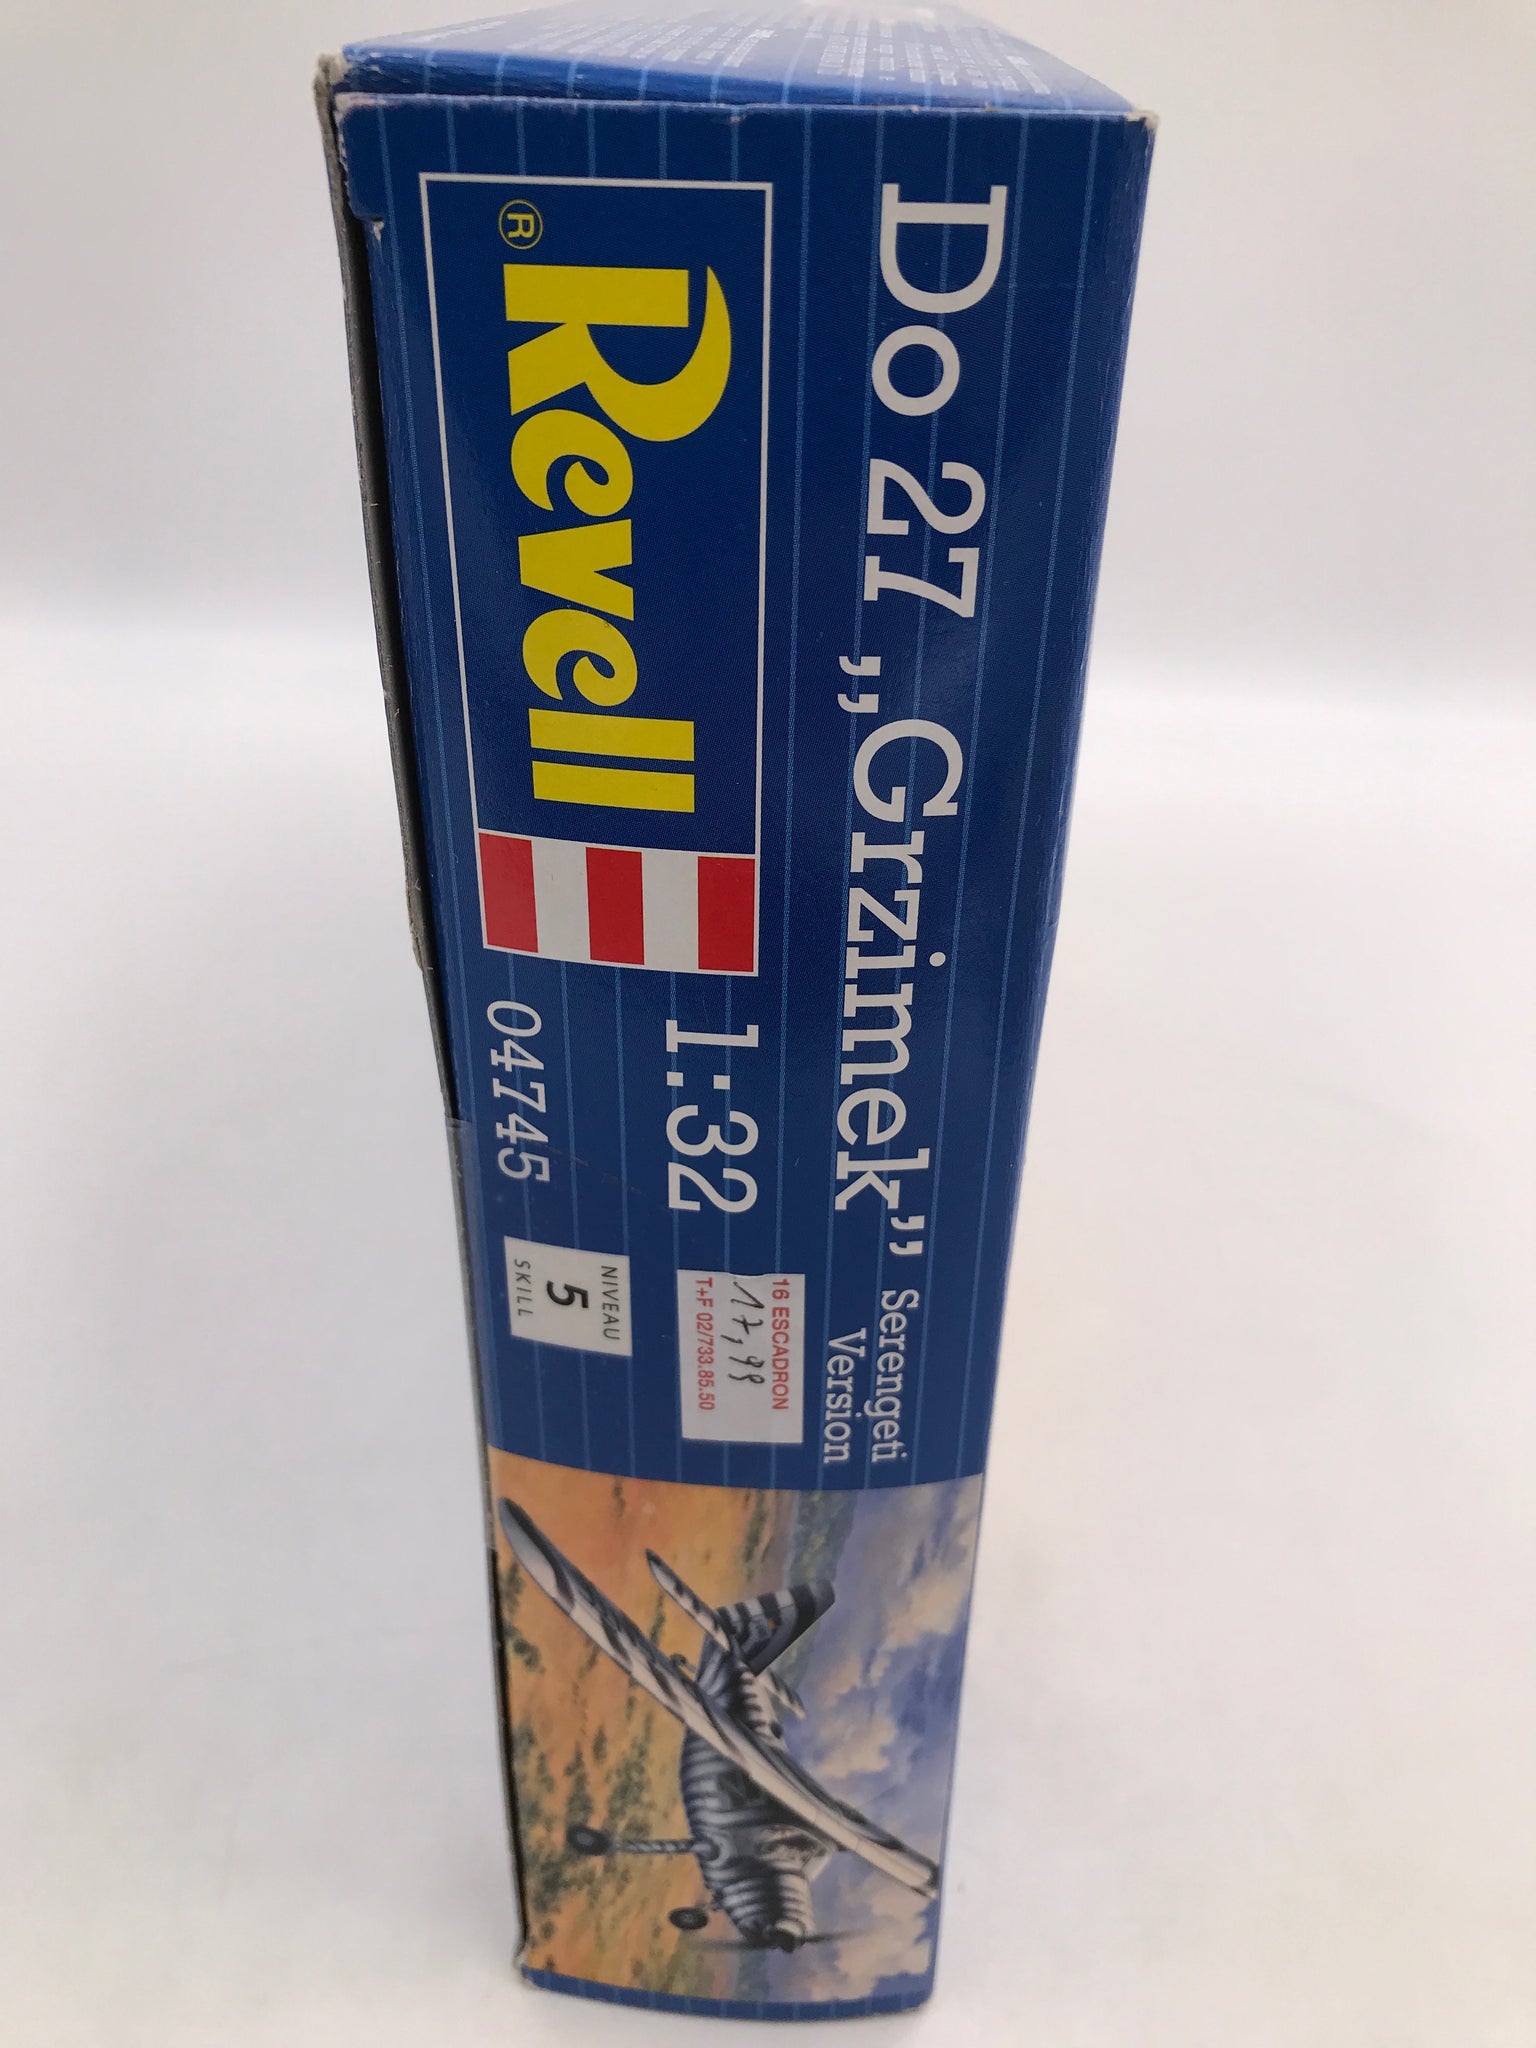 Do 27 „Grzimek” Serengeti
Version
Revell®
1:32
04745
16 ESCADRON
17,99
T+F 02/733.85.50
NIVEAU
5
SKILL